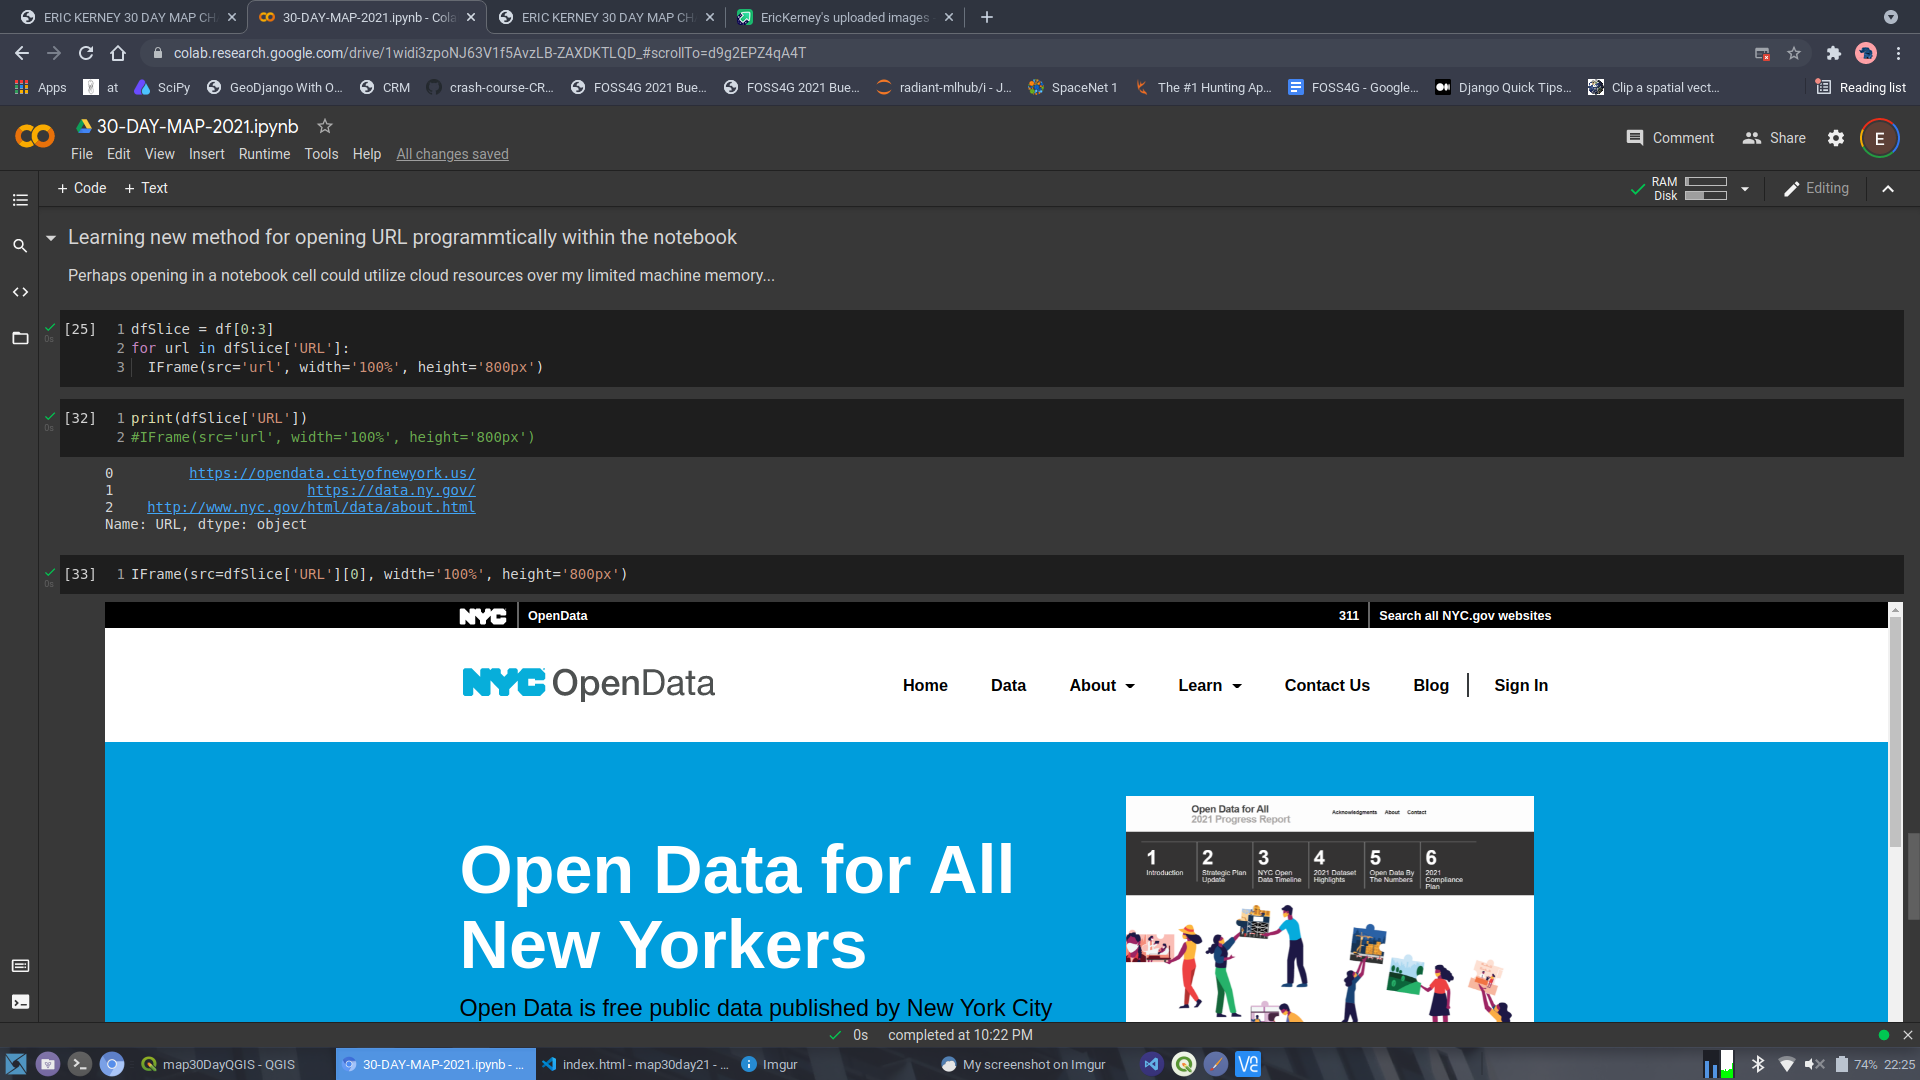 ERIC KERNEY 30 DAY MAP CH
30-DAY-MAP-2021.ipynb - Cola
ERIC KERNEY 30 DAY MAP CH
EricKerney's uploaded images
colab.research.google.com/drive/1widi3zpoNJ63V1f5AvzLB-ZAXDKTLQD_#scrollTo=d9g2EPZ4qA4T
Apps
at
SciPy
GeoDjango With O...
CRM
crash-course-CR...
FOSS4G 2021 Bue...
FOSS4G 2021 Bue...
radiant-mlhub/i - J...
SpaceNet 1
The #1 Hunting Ap...
FOSS4G - Google...
Django Quick Tips...
Clip a spatial vect...
Reading list
30-DAY-MAP-2021.ipynb
Comment
Share
E
File Edit View Insert Runtime Tools Help All changes saved
+ Code + Text
RAM
Disk
Editing
Learning new method for opening URL programmtically within the notebook
Perhaps opening in a notebook cell could utilize cloud resources over my limited machine memory...
[25] 1 dfSlice = df[0:3]
0s
2 for url in dfSlice['URL']:
3 IFrame(src='url', width='100%', height='800px')
[32] 1 print(dfSlice['URL'])
0s
2 #IFrame(src='url', width='100%', height='800px')
0 https://opendata.cityofnewyork.us/
1 https://data.ny.gov/
2 http://www.nyc.gov/html/data/about.html
Name: URL, dtype: object
[33] 1 IFrame(src=dfSlice['URL'][0], width='100%', height='800px')
0s
NYC OpenData 311 Search all NYC.gov websites
NYC OpenData
Home Data About Learn Contact Us Blog Sign In
Open Data for All
New Yorkers
Open Data is free public data published by New York City
Open Data for All
2021 Progress Report
Acknowledgments About Contact
1 2 3 4 5 6
Introduction
Strategic Plan
Update
NYC Open
Data Timeline
2021 Dataset
Highlights
Open Data By
The Numbers
2021
Compliance
Plan
0s completed at 10:22 PM
map30DayQGIS - QGIS
30-DAY-MAP-2021.ipynb - ...
index.html - map30day21 - ...
Imgur
My screenshot on Imgur
74% 22:25